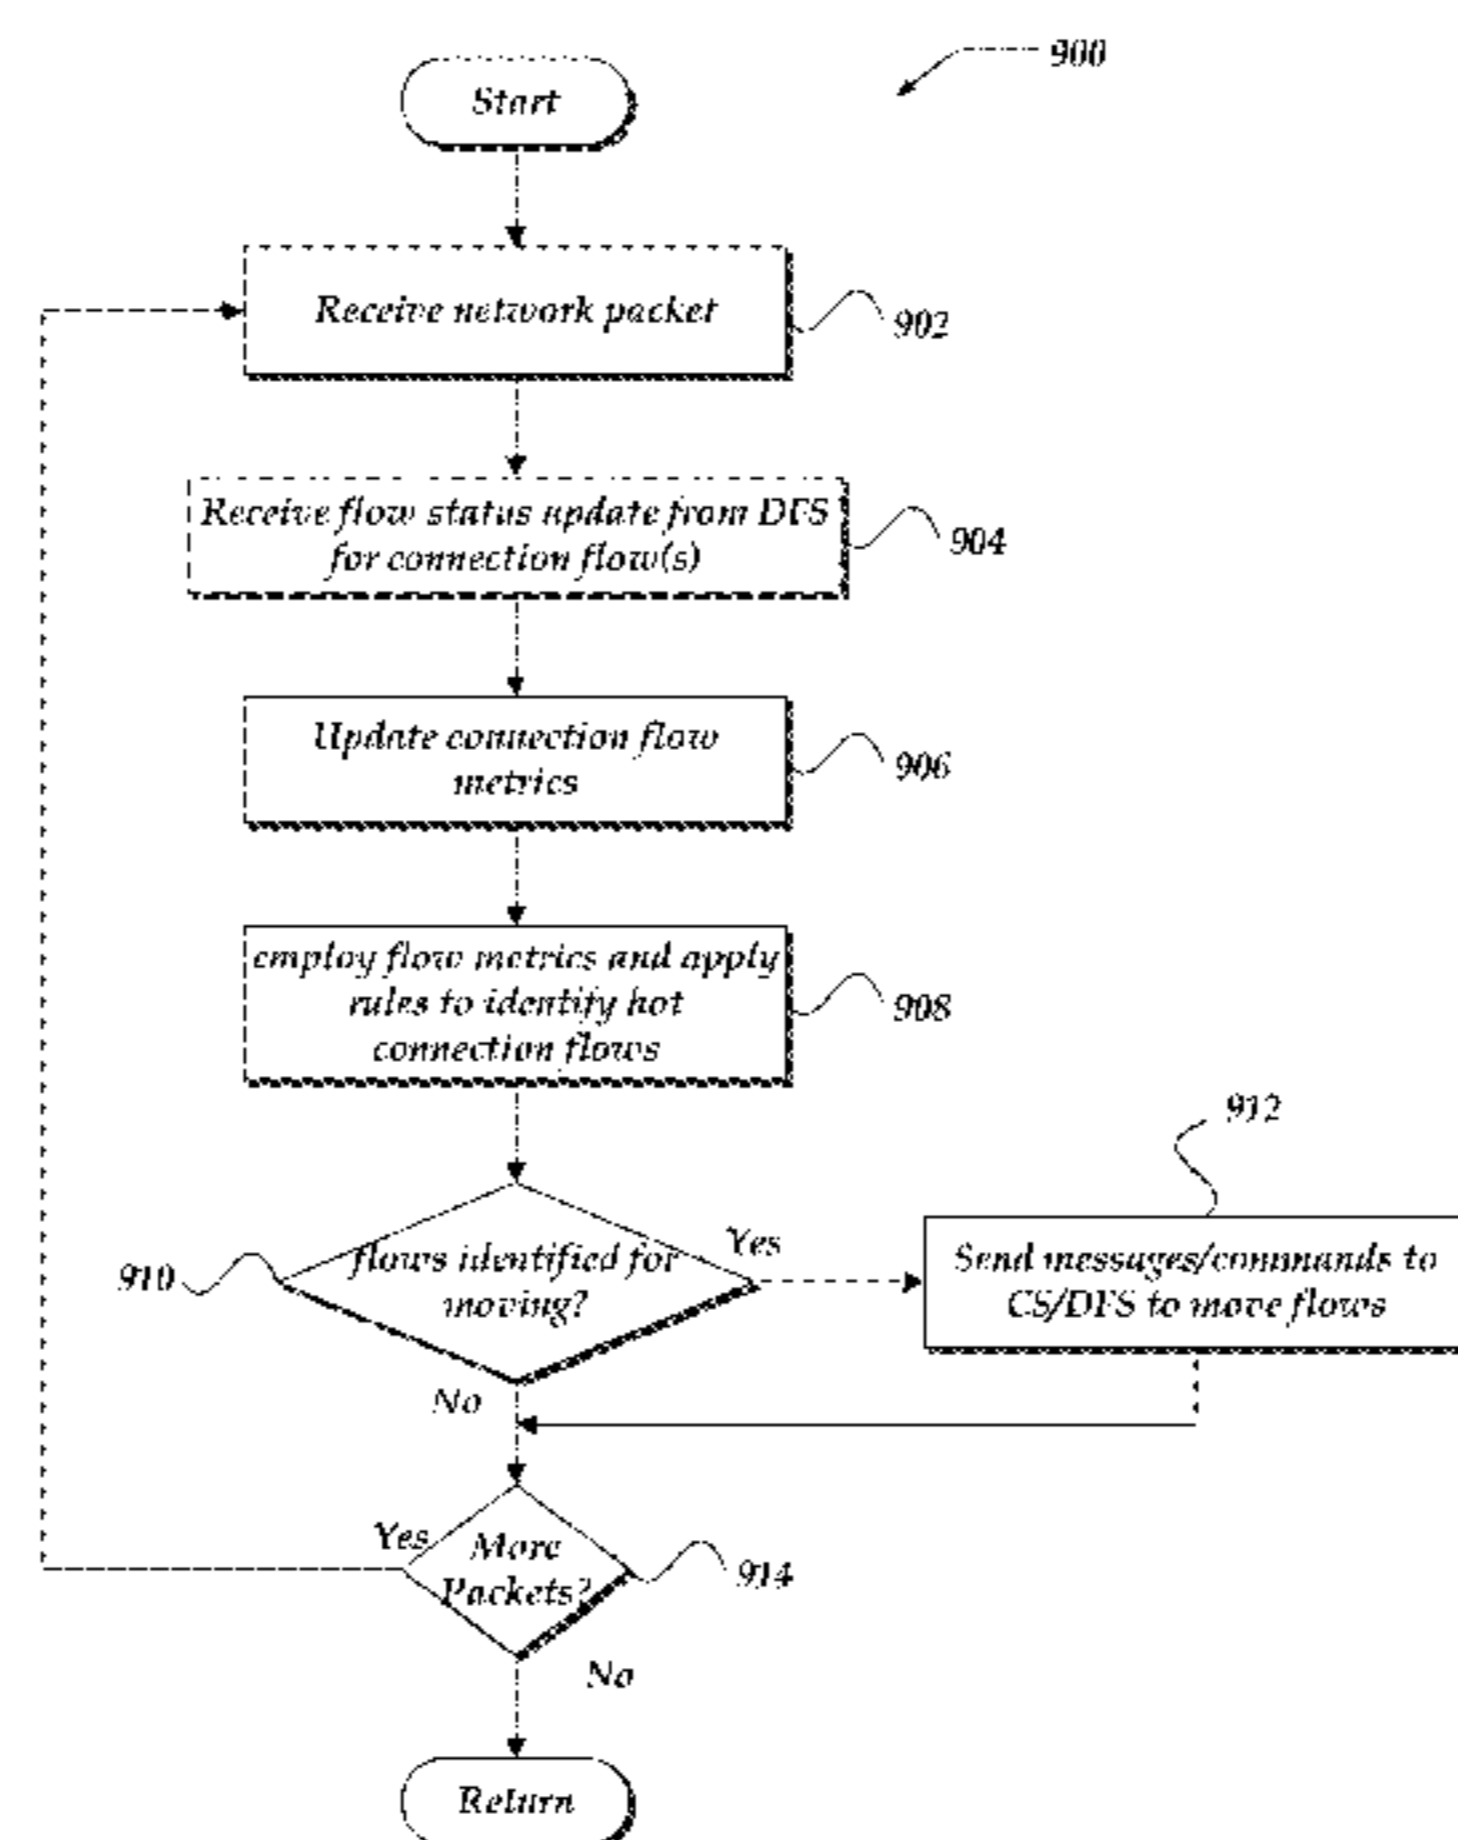 900
Start
Receive network packet
902
Receive flow status update from DFS
for connection flow(s)
904
Update connection flow
metrics
906
employ flow metrics and apply
rules to identify hot
connection flows
908
912
910
flows identified for
moving?
Yes
Send messages/commands to
CS/DFS to move flows
No
Yes
More
Packets?
914
No
Return